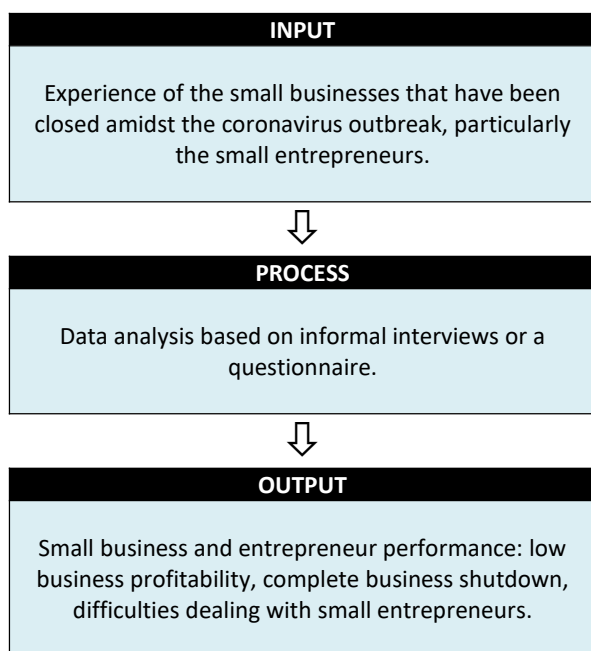 INPUT
Experience of the small businesses that have been
closed amidst the coronavirus outbreak, particularly
the small entrepreneurs.
PROCESS
Data analysis based on informal interviews or a
questionnaire.
OUTPUT
Small business and entrepreneur performance: low
business profitability, complete business shutdown,
difficulties dealing with small entrepreneurs.